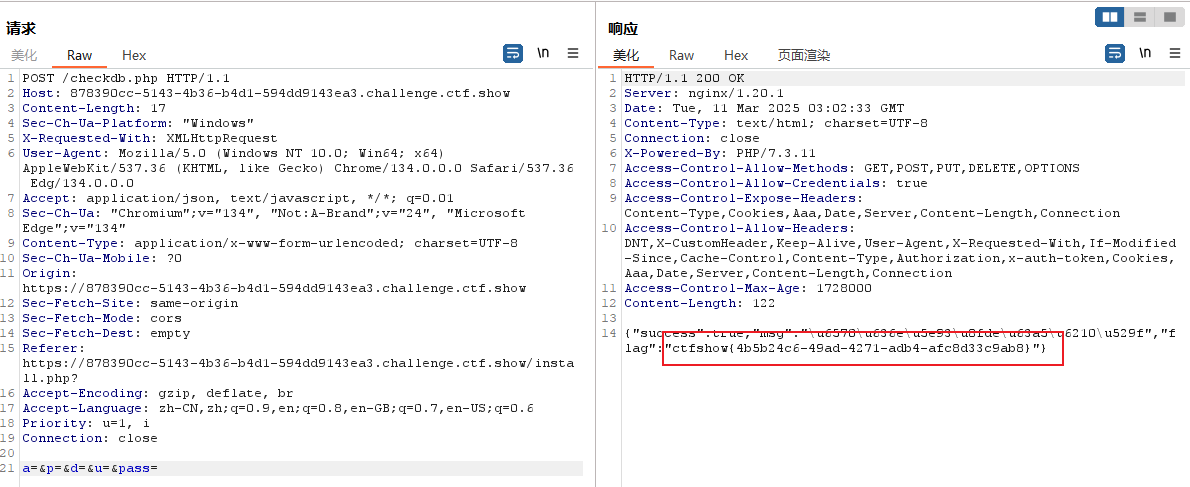 请求
美化 Raw Hex \n
1 POST /checkdb.php HTTP/1.1
2 Host: 878390cc-5143-4b36-b4d1-594dd9143ea3.challenge.ctf.show
3 Content-Length: 17
4 Sec-Ch-Ua-Platform: "Windows"
5 X-Requested-With: XMLHttpRequest
6 User-Agent: Mozilla/5.0 (Windows NT 10.0; Win64; x64)
AppleWebKit/537.36 (KHTML, like Gecko) Chrome/134.0.0.0 Safari/537.36
Edg/134.0.0.0
7 Accept: application/json, text/javascript, */*; q=0.01
8 Sec-Ch-Ua: "Chromium";v="134", "Not:A-Brand";v="24", "Microsoft
Edge";v="134"
9 Content-Type: application/x-www-form-urlencoded; charset=UTF-8
10 Sec-Ch-Ua-Mobile: ?0
11 Origin:
https://878390cc-5143-4b36-b4d1-594dd9143ea3.challenge.ctf.show
12 Sec-Fetch-Site: same-origin
13 Sec-Fetch-Mode: cors
14 Sec-Fetch-Dest: empty
15 Referer:
https://878390cc-5143-4b36-b4d1-594dd9143ea3.challenge.ctf.show/insta
ll.php?
16 Accept-Encoding: gzip, deflate, br
17 Accept-Language: zh-CN,zh;q=0.9,en;q=0.8,en-GB;q=0.7,en-US;q=0.6
18 Priority: u=1, i
19 Connection: close
20
21 a=&p=&d=&u=&pass=
响应
美化 Raw Hex 页面渲染 \n
1 HTTP/1.1 200 OK
2 Server: nginx/1.20.1
3 Date: Tue, 11 Mar 2025 03:02:33 GMT
4 Content-Type: text/html; charset=UTF-8
5 Connection: close
6 X-Powered-By: PHP/7.3.11
7 Access-Control-Allow-Methods: GET,POST,PUT,DELETE,OPTIONS
8 Access-Control-Allow-Credentials: true
9 Access-Control-Expose-Headers:
Content-Type,Cookies,Aaa,Date,Server,Content-Length,Connection
10 Access-Control-Allow-Headers:
DNT,X-CustomHeader,Keep-Alive,User-Agent,X-Requested-With,If-Modified
-Since,Cache-Control,Content-Type,Authorization,x-auth-token,Cookies,
Aaa,Date,Server,Content-Length,Connection
11 Access-Control-Max-Age: 1728000
12 Content-Length: 122
13
14 {"success":true,"msg":"\u6570\u636e\u5e93\u8fde\u63a5\u6210\u529f","f
lag":"ctfshow{4b5b24c6-49ad-4271-adb4-afc8d33c9ab8}"}